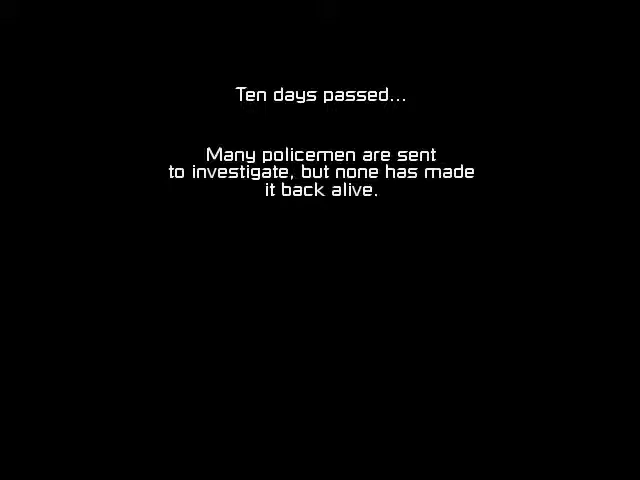 Ten days passed...
Many policemen are sent
to investigate, but none has made
it back alive.